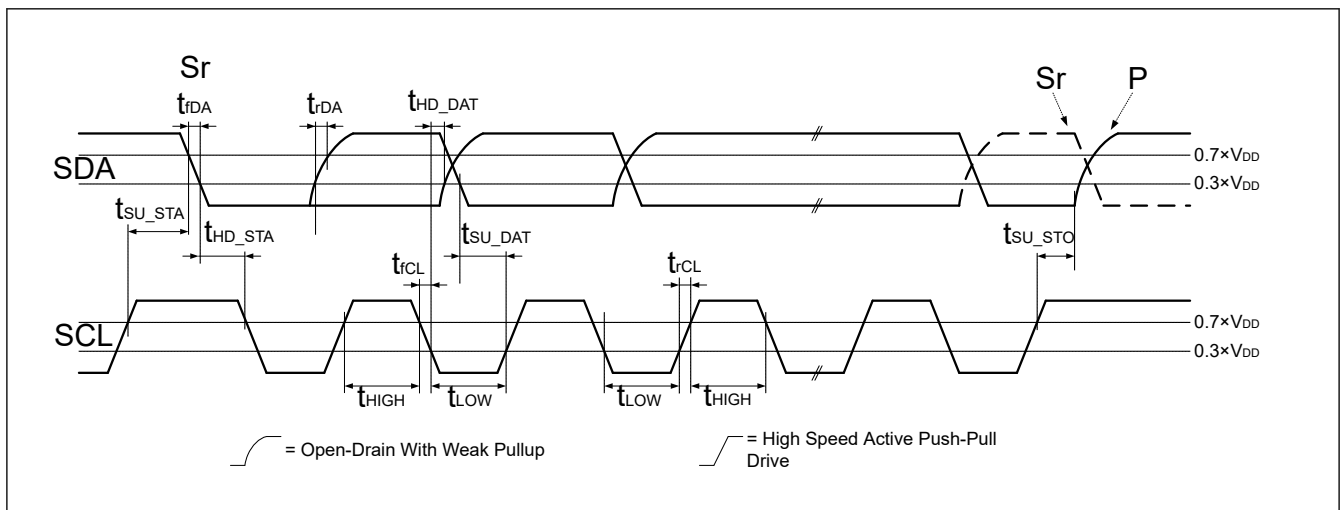 Sr
Sr P
tfDA trDA tHD_DAT
0.7×VDD
SDA
0.3×VDD
tSU_STA
tHD_STA tSU_DAT tSU_STO
tfCL trCL
0.7×VDD
SCL
0.3×VDD
tHIGH tLOW tLOW tHIGH
= Open-Drain With Weak Pullup
= High Speed Active Push-Pull
Drive